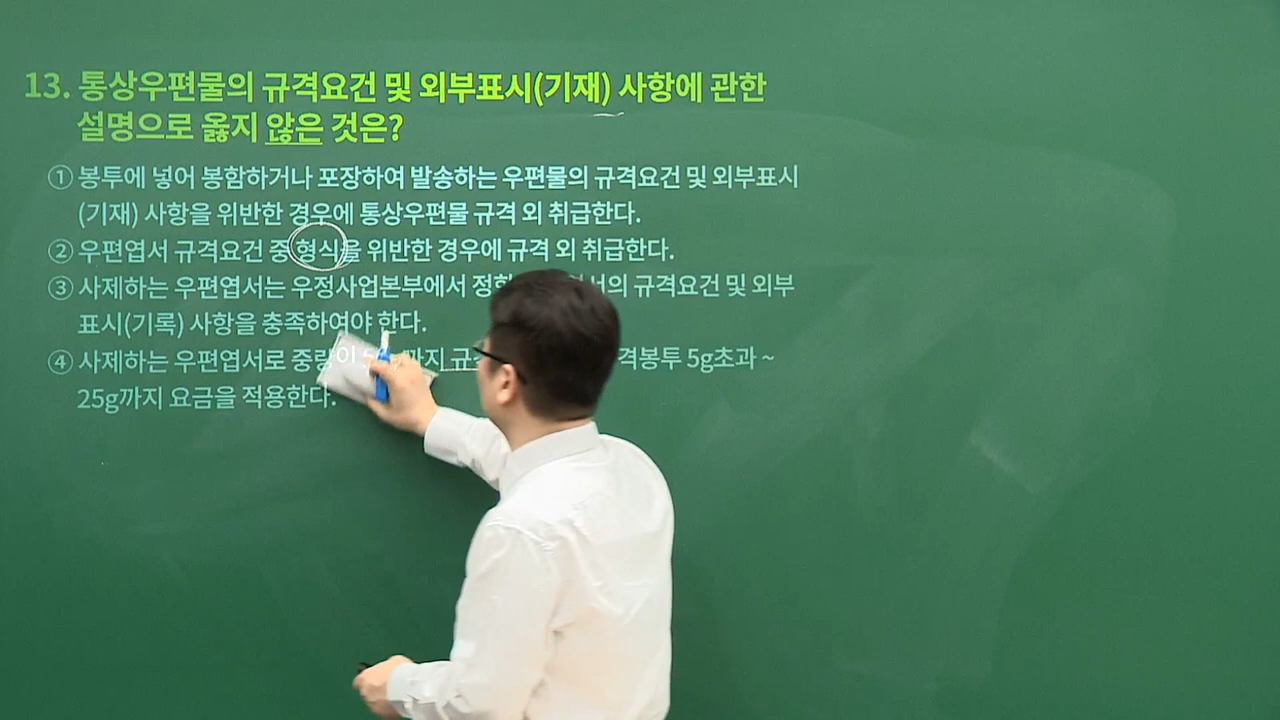 13. 통상우편물의 규격요건 및 외부표시(기재) 사항에 관한
설명으로 옳지 않은 것은?
① 봉투에 넣어 봉함하거나 포장하여 발송하는 우편물의 규격요건 및 외부표시
(기재) 사항을 위반한 경우에 통상우편물 규격 외 취급한다.
② 우편엽서 규격요건 중 형식을 위반한 경우에 규격 외 취급한다.
③ 사제하는 우편엽서는 우정사업본부에서 정한 규격요건 및 외부
표시(기록) 사항을 충족하여야 한다.
④ 사제하는 우편엽서로 중량이 까지 격봉투 5g초과 ~
25g까지 요금을 적용한다.